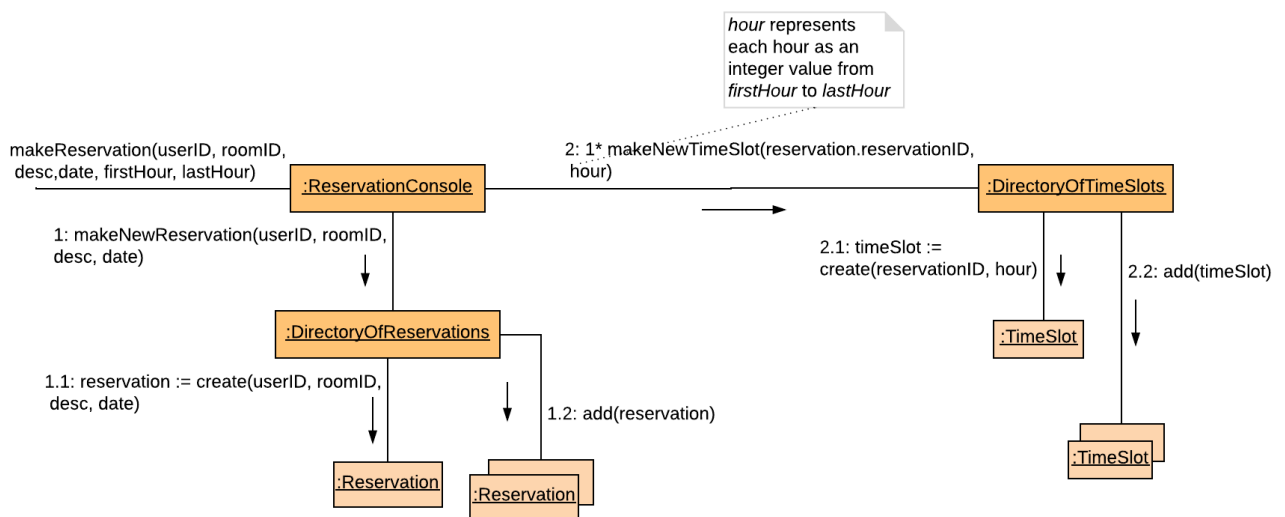 hour represents
each hour as an
integer value from
firstHour to lastHour
makeReservation(userID, roomID,
desc,date, firstHour, lastHour)
:ReservationConsole
2: 1* makeNewTimeSlot(reservation.reservationID,
hour)
:DirectoryOfTimeSlots
1: makeNewReservation(userID, roomID,
desc, date)
2.1: timeSlot :=
create(reservationID, hour)
2.2: add(timeSlot)
:DirectoryOfReservations
:TimeSlot
1.1: reservation := create(userID, roomID,
desc, date)
1.2: add(reservation)
:TimeSlot
:Reservation
:Reservation